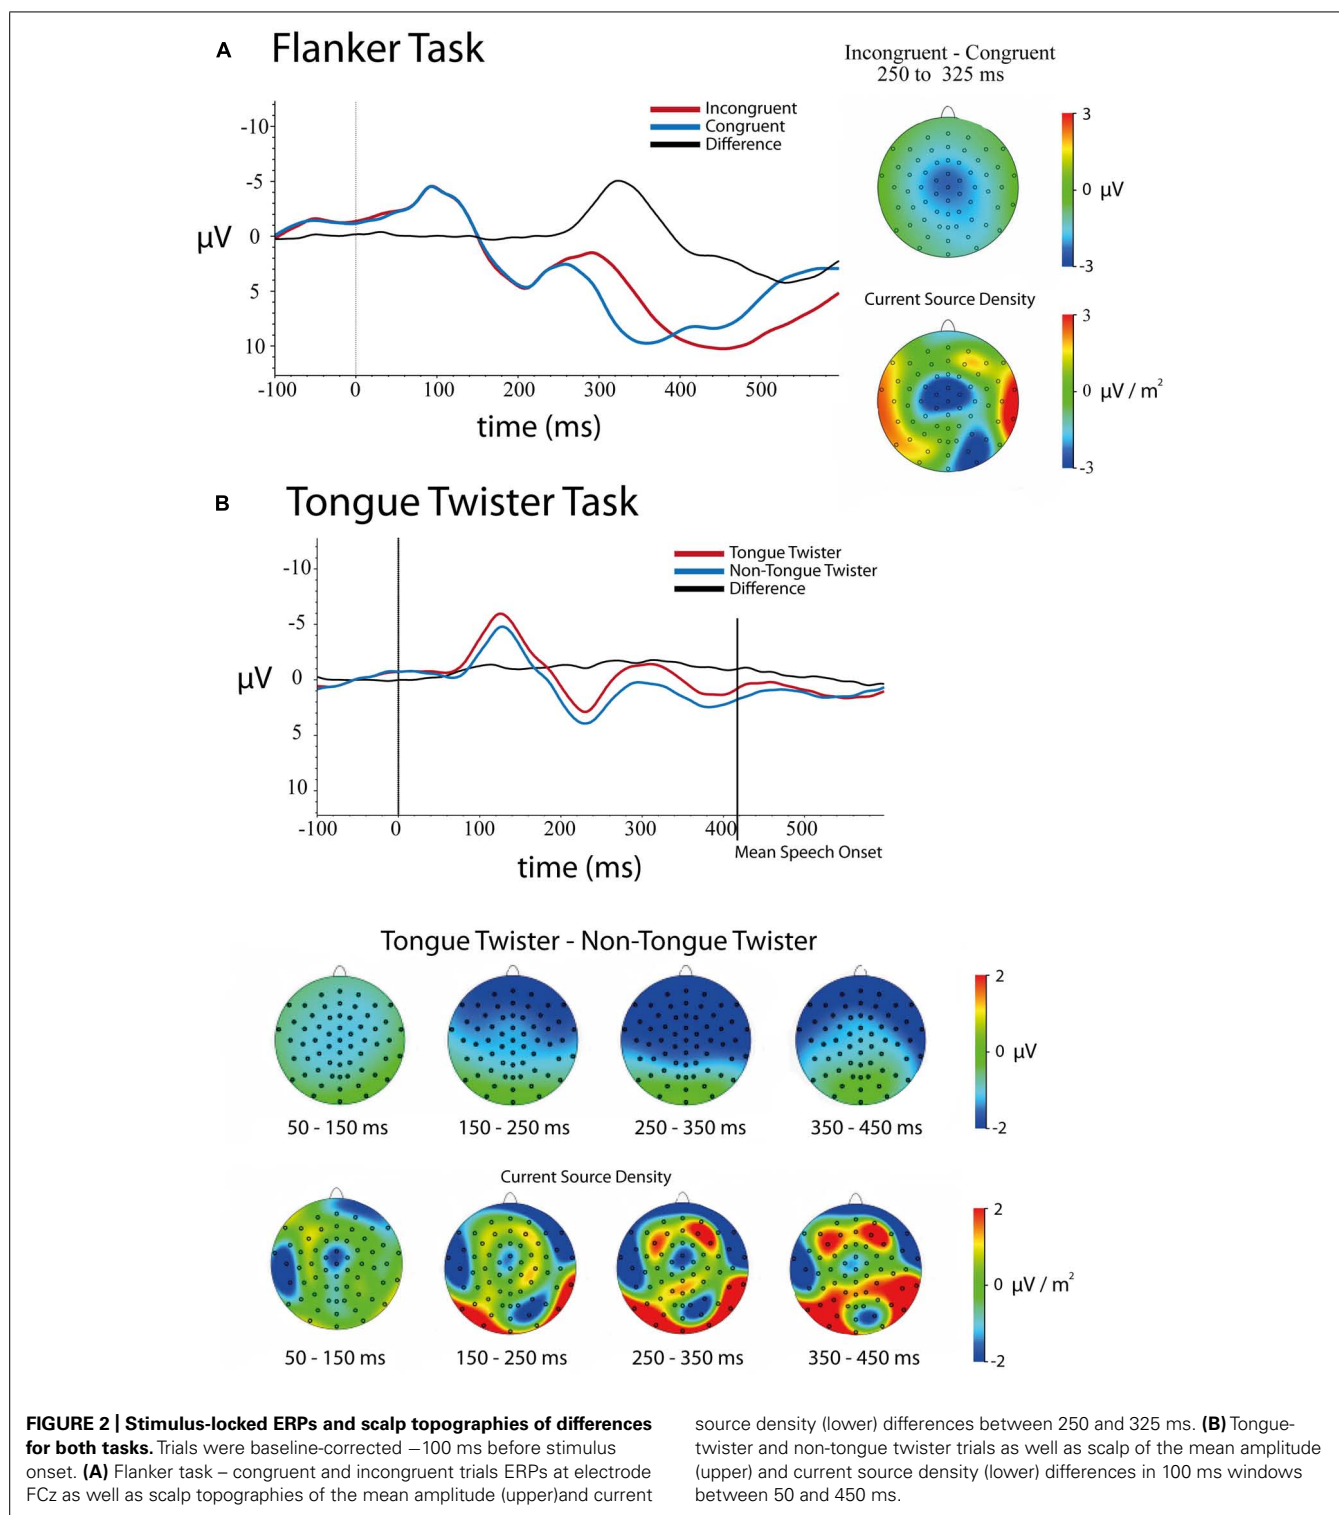 A Flanker Task
Incongruent - Congruent
250 to 325 ms
Incongruent
Congruent
Difference
-10
-5
0
5
10
µV
-100 0 100 200 300 400 500
time (ms)
3
0 µV
-3
Current Source Density
3
0 µV / m²
-3
B Tongue Twister Task
Tongue Twister
Non-Tongue Twister
Difference
-10
-5
0
5
10
µV
-100 0 100 200 300 400 500
Mean Speech Onset
time (ms)
Tongue Twister - Non-Tongue Twister
2
0 µV
-2
50 - 150 ms 150 - 250 ms 250 - 350 ms 350 - 450 ms
Current Source Density
2
0 µV / m²
-2
50 - 150 ms 150 - 250 ms 250 - 350 ms 350 - 450 ms
FIGURE 2 | Stimulus-locked ERPs and scalp topographies of differences
for both tasks. Trials were baseline-corrected −100 ms before stimulus
onset. (A) Flanker task – congruent and incongruent trials ERPs at electrode
FCz as well as scalp topographies of the mean amplitude (upper)and current
source density (lower) differences between 250 and 325 ms. (B) Tongue-
twister and non-tongue twister trials as well as scalp of the mean amplitude
(upper) and current source density (lower) differences in 100 ms windows
between 50 and 450 ms.